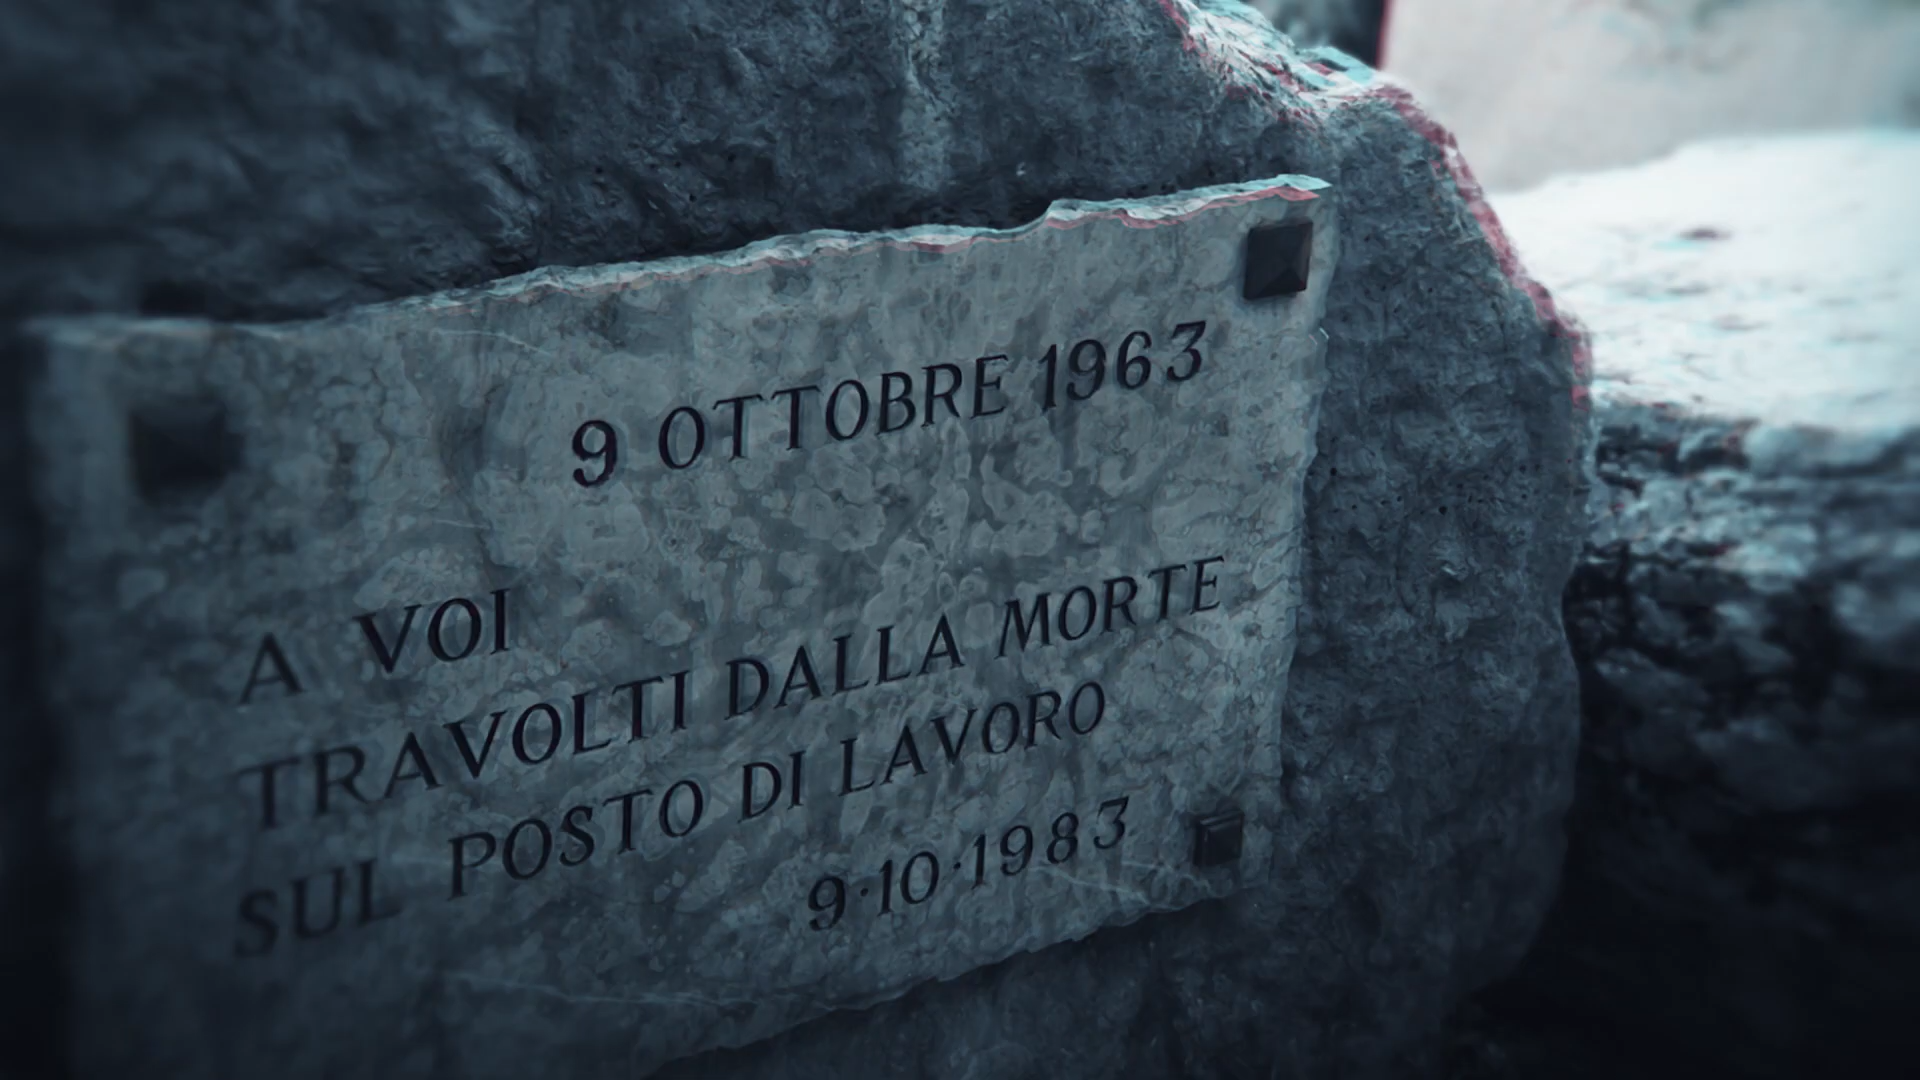 9 OTTOBRE 1963
A VOI
TRAVOLTI DALLA MORTE
SUL POSTO DI LAVORO
9·10·1983